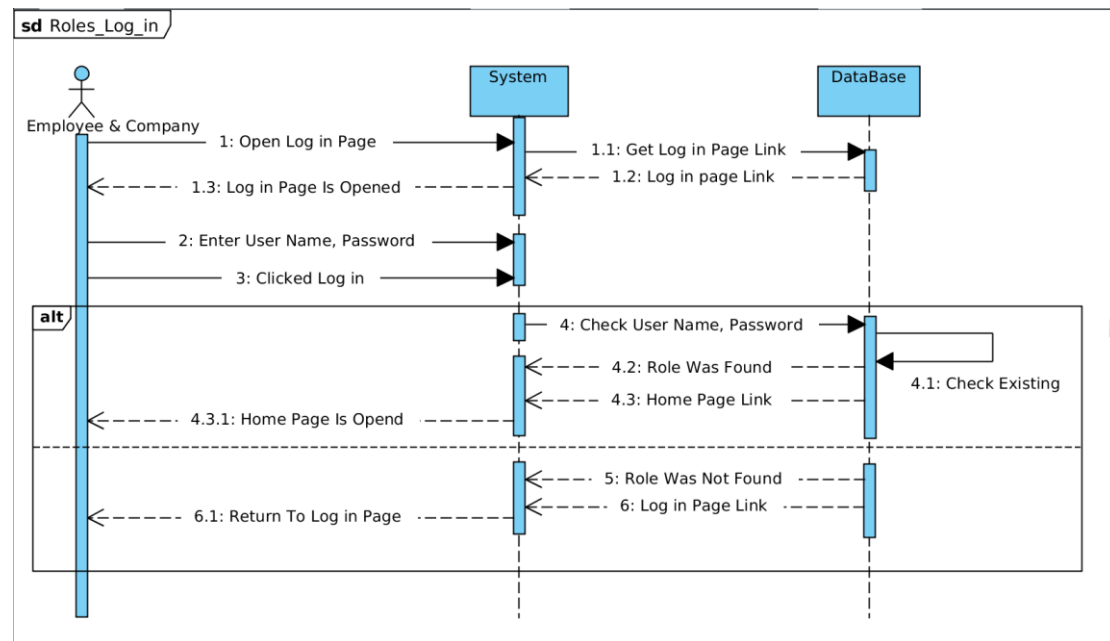 sd Roles_Log_in
System
DataBase
Employee & Company
1: Open Log in Page
1.1: Get Log in Page Link
1.2: Log in page Link
1.3: Log in Page Is Opened
2: Enter User Name, Password
3: Clicked Log in
alt
4: Check User Name, Password
4.1: Check Existing
4.2: Role Was Found
4.3: Home Page Link
4.3.1: Home Page Is Opend
5: Role Was Not Found
6: Log in Page Link
6.1: Return To Log in Page